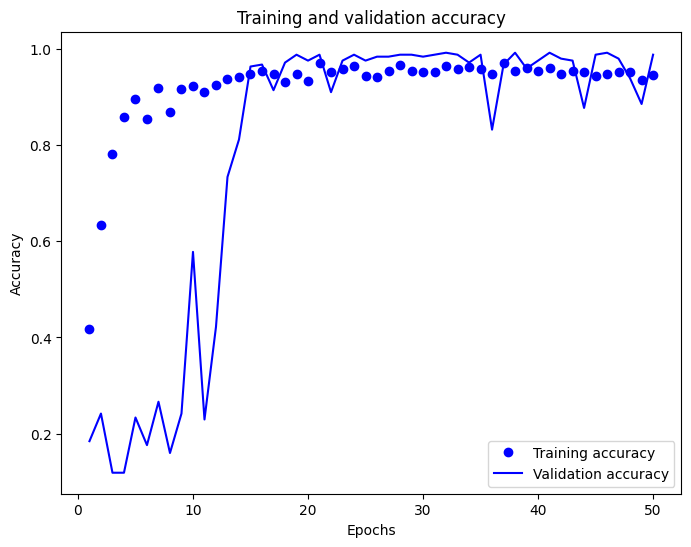 Training and validation accuracy
1.0
0.8
0.6
0.4
0.2
Accuracy
Training accuracy
Validation accuracy
0
10
20
30
40
50
Epochs